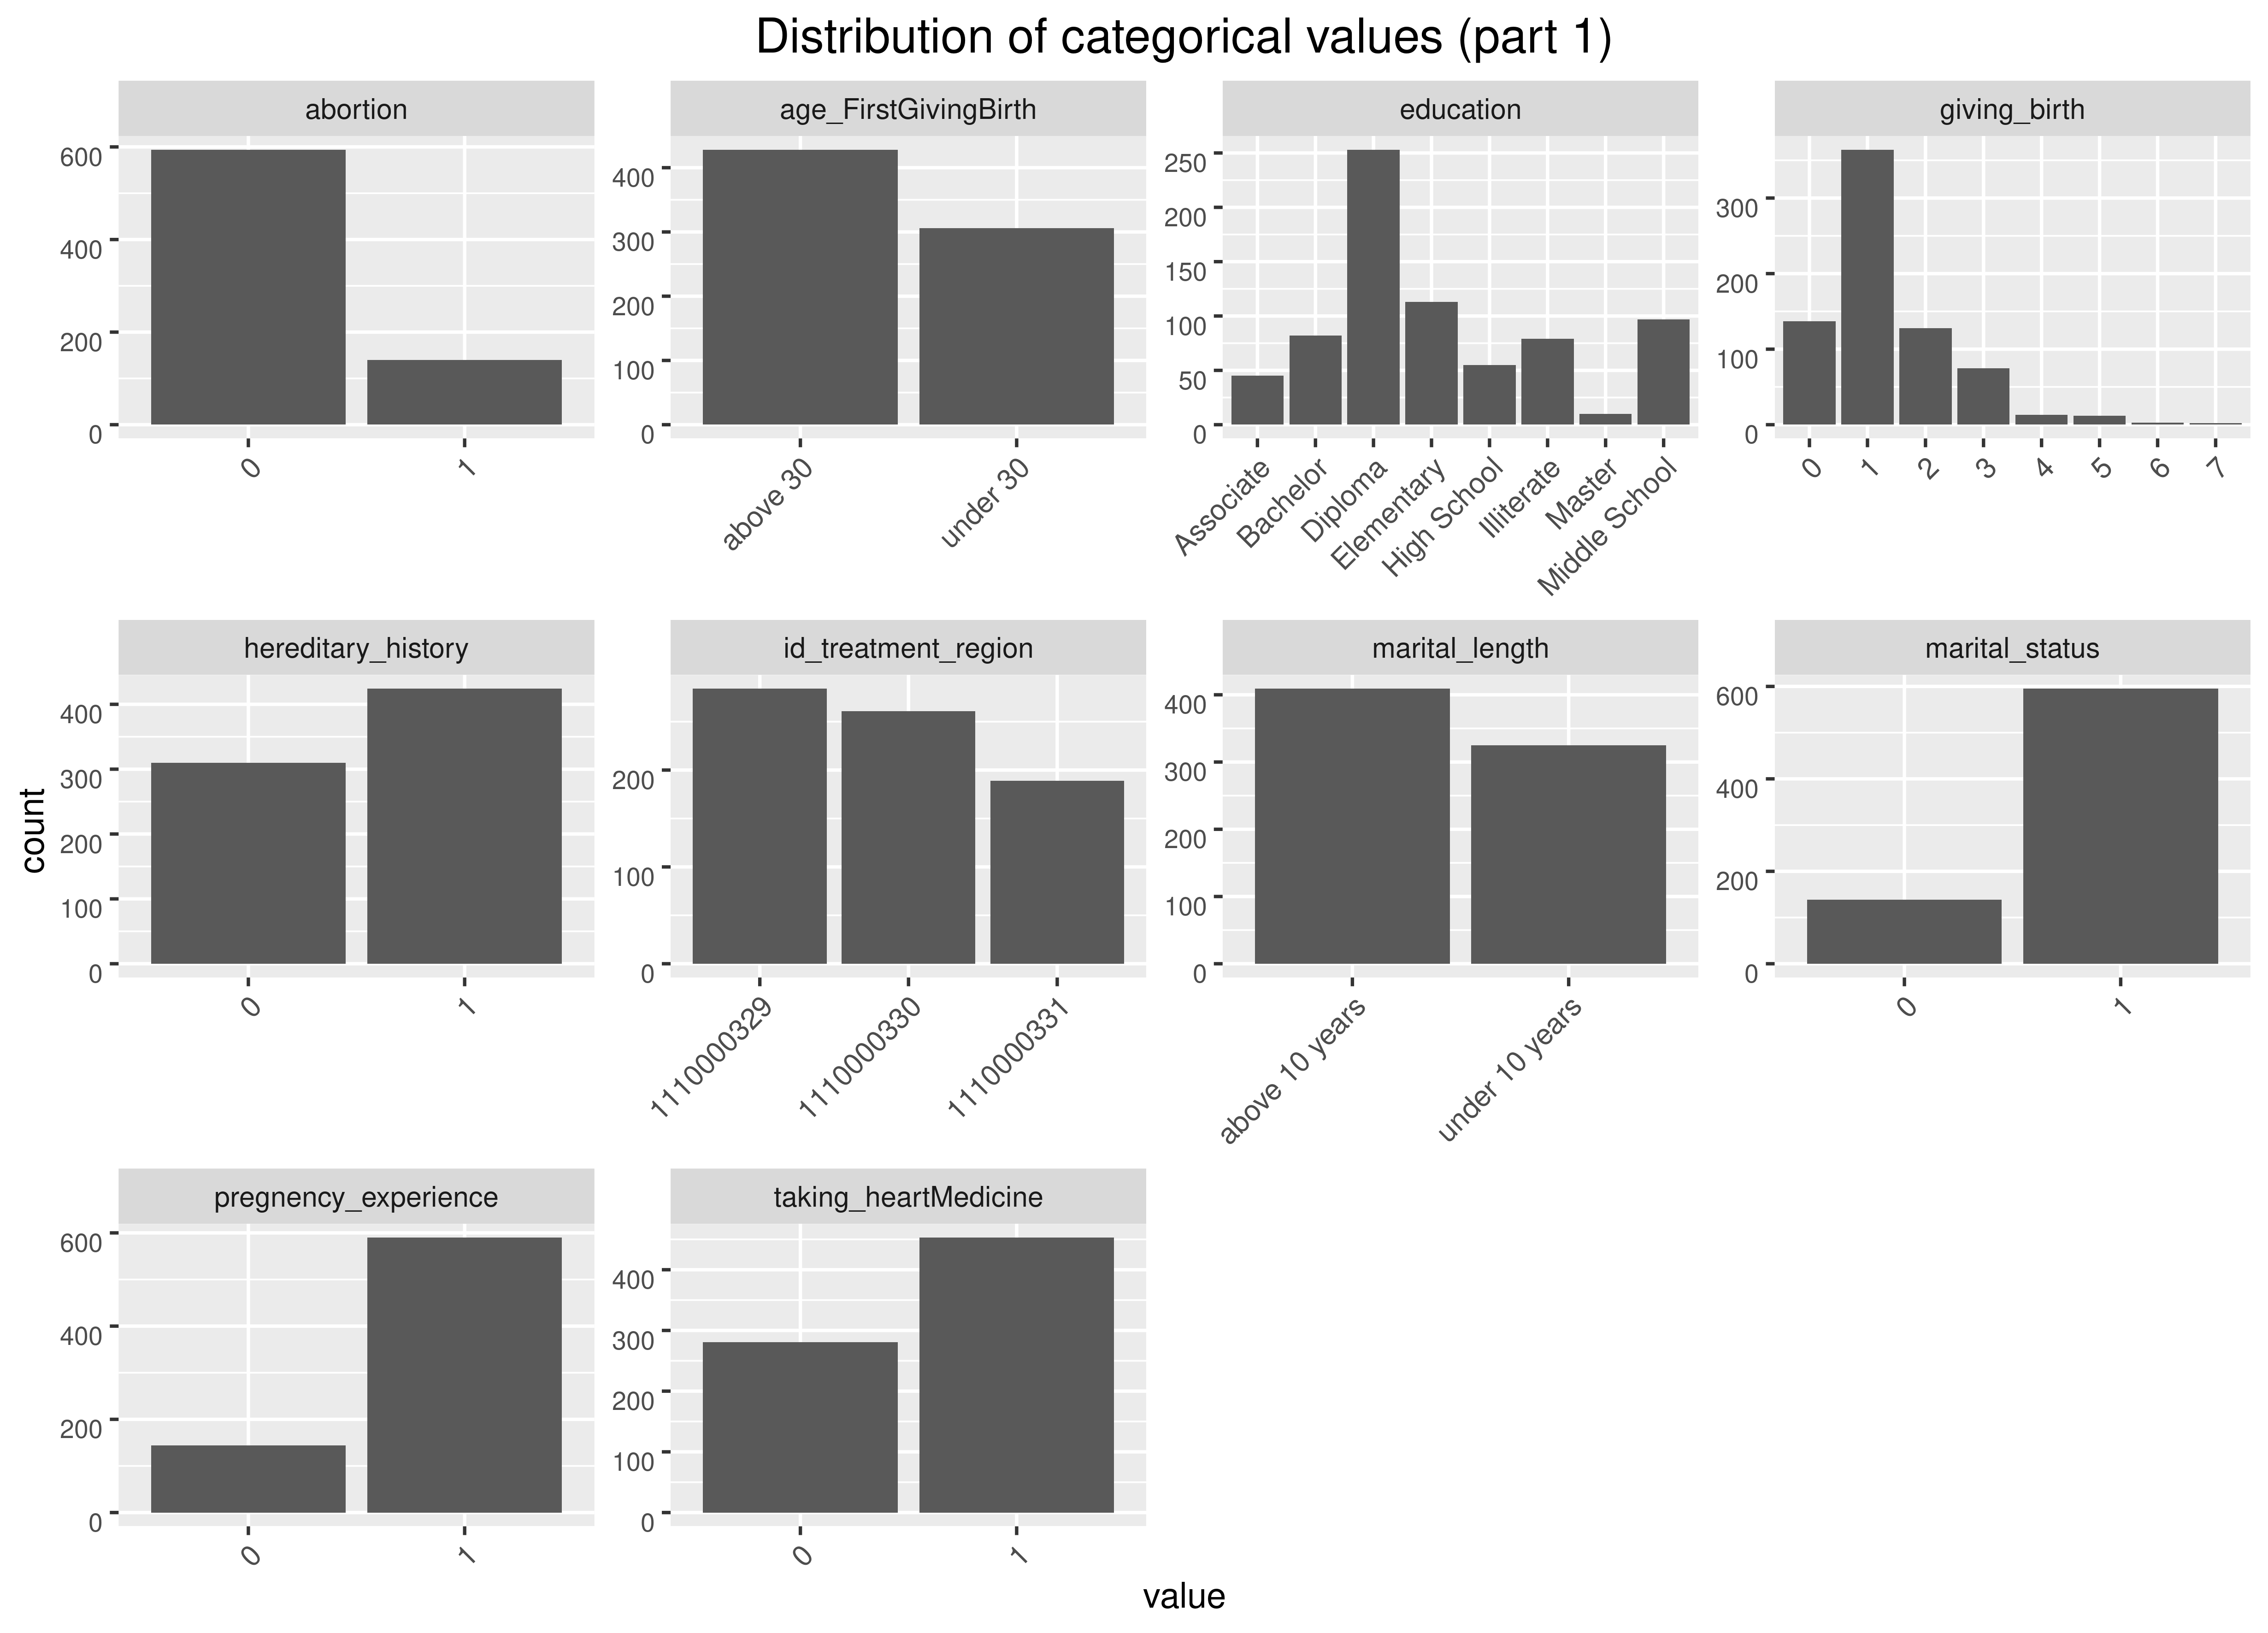 Distribution of categorical values (part 1)
abortion
age_FirstGivingBirth
education
giving_birth
600
400
200
0
0
1
400
300
200
100
0
above 30
under 30
250
200
150
100
50
0
Associate
Bachelor
Diploma
Elementary
High School
Illiterate
Master
Middle School
300
200
100
0
0
1
2
3
4
5
6
7
hereditary_history
id_treatment_region
marital_length
marital_status
count
400
300
200
100
0
0
1
200
100
0
1110000329
1110000330
1110000331
400
300
200
100
0
above 10 years
under 10 years
600
400
200
0
0
1
pregnency_experience
taking_heartMedicine
600
400
200
0
0
1
400
300
200
100
0
0
1
value